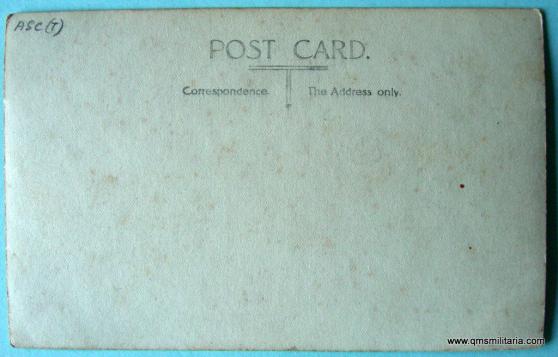 ASC(T)
POST CARD.
Correspondence. The Address only.
www.qmsmilitaria.com